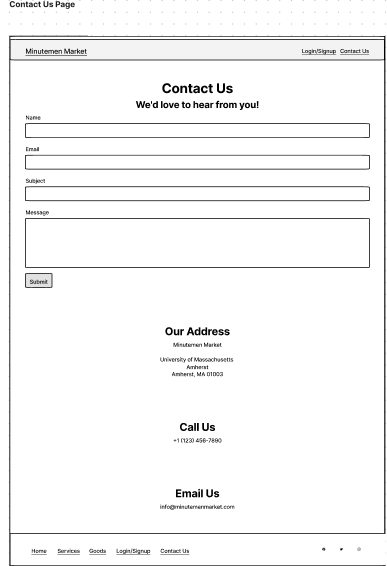 Contact Us Page
Minutemen Market
Login/Signup Contact Us
Contact Us
We'd love to hear from you!
Name
Email
Subject
Message
Submit
Our Address
Minutemen Market
University of Massachusetts
Amherst
Amherst, MA 01003
Call Us
+1 (123) 456-7890
Email Us
info@minutemenmarket.com
Home Services Goods Login/Signup Contact Us